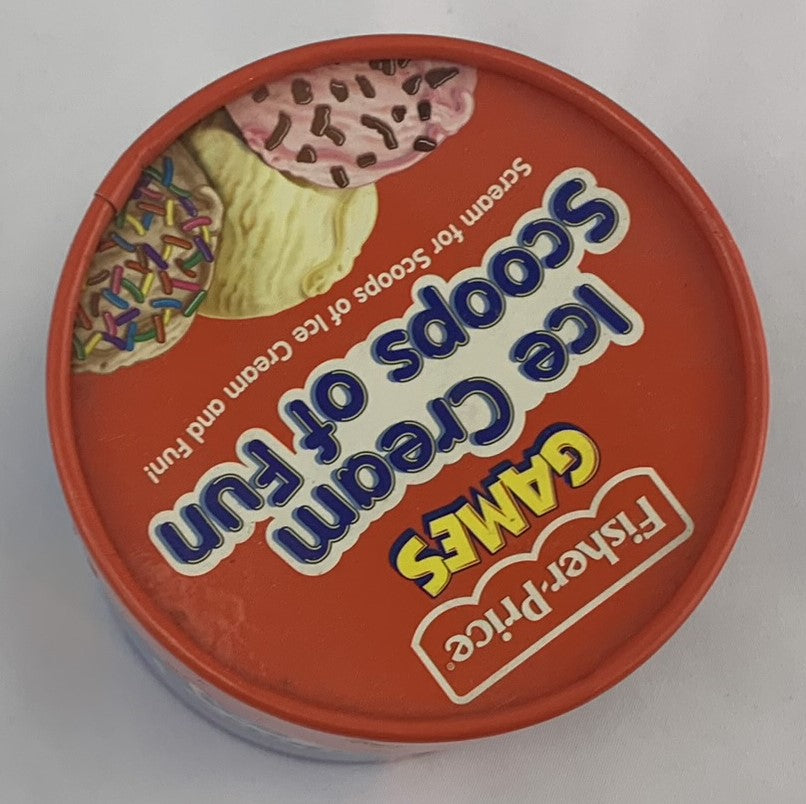 Fisher-Price®
GAMES
Ice Cream
Scoops of Fun
Scream for Scoops of Ice Cream and Fun!